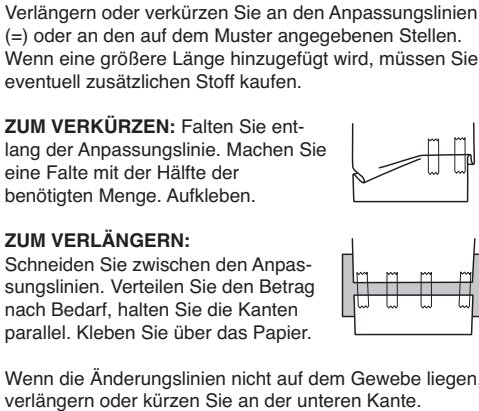 Verlängern oder verkürzen Sie an den Anpassungslinien
(=) oder an den auf dem Muster angegebenen Stellen.
Wenn eine größere Länge hinzugefügt wird, müssen Sie
eventuell zusätzlichen Stoff kaufen.
ZUM VERKÜRZEN: Falten Sie ent-
lang der Anpassungslinie. Machen Sie
eine Falte mit der Hälfte der
benötigten Menge. Aufkleben.
ZUM VERLÄNGERN:
Schneiden Sie zwischen den Anpas-
sungslinien. Verteilen Sie den Betrag
nach Bedarf, halten Sie die Kanten
parallel. Kleben Sie über das Papier.
Wenn die Änderungslinien nicht auf dem Gewebe liegen,
verlängern oder kürzen Sie an der unteren Kante.